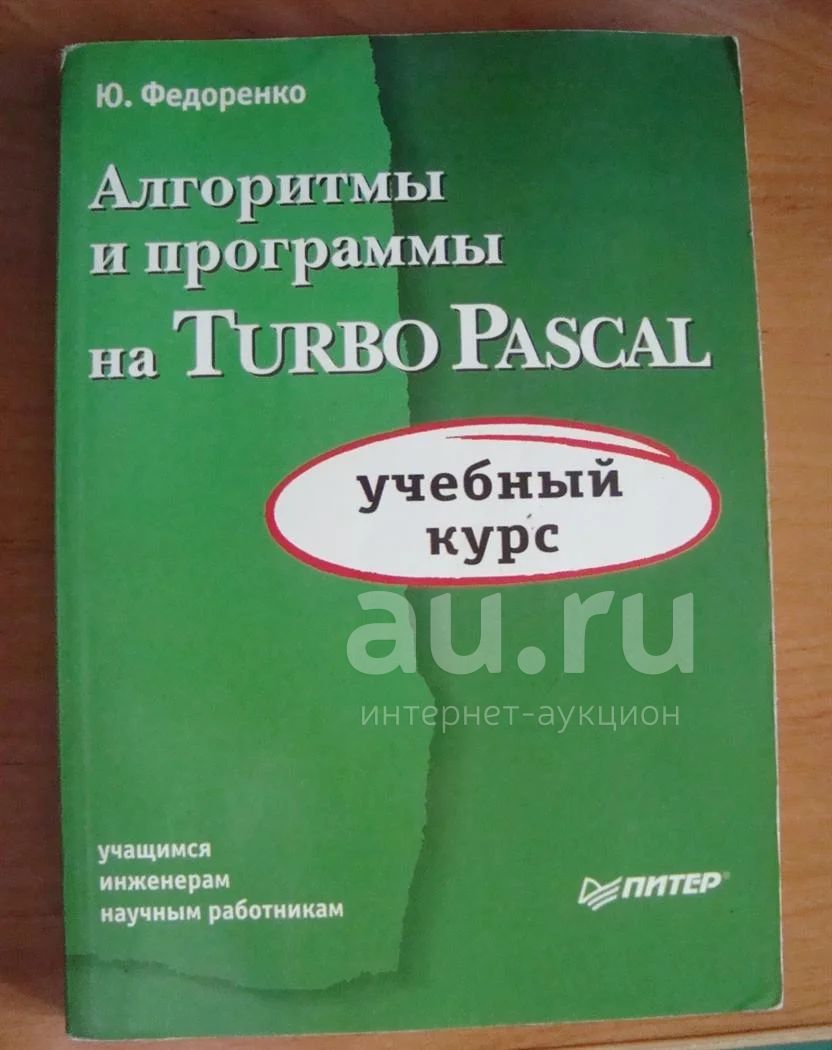 Ю. Федоренко
Алгоритмы
и программы
на TURBO PASCAL
учебный
курс
au.ru
интернет-аукцион
учащимся
инженерам
научным работникам
ПИТЕР®